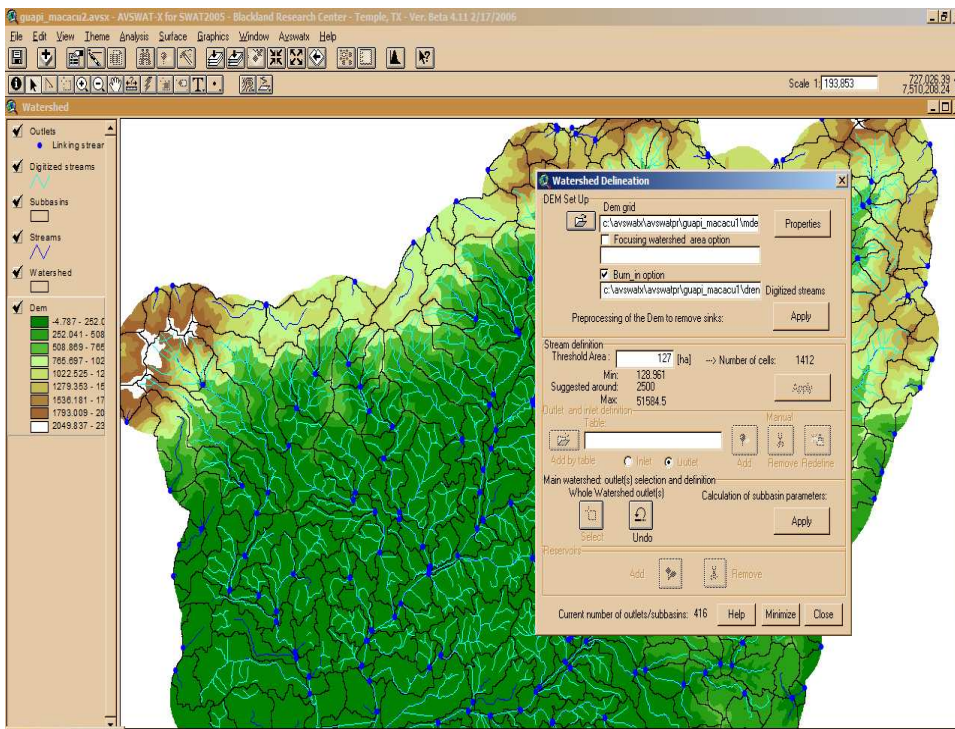 guapi_macacu2.avsx - AVSWAT-X for SWAT2005 - Blackland Research Center - Temple, TX - Ver. Beta 4.11 2/17/2006
File Edit View Theme Analysis Surface Graphics Window Avswatx Help
Scale 1: 193,853
727,026.39
7,510,208.24
Watershed
Outlets
Linking strear
Digitized streams
Subbasins
Streams
Watershed
Dem
-4.787 - 252.0
252.041 - 508
508.869 - 765
765.697 - 102
1022.525 - 12
1279.353 - 15
1536.181 - 17
1793.009 - 20
2049.837 - 23
Watershed Delineation
DEM Set Up
Dem grid
c:\avswatx\avswatpr\guapi_macacu1\mde
Properties
Focusing watershed area option
Burn_in option
c:\avswatx\avswatpr\guapi_macacu1\dren
Digitized streams
Preprocessing of the Dem to remove sinks:
Apply
Stream definition
Threshold Area : 127 [ha] ---> Number of cells: 1412
Min: 128.961
Suggested around: 2500
Max: 51584.5
Apply
Outlet and inlet definition
Table:
Manual
Add by table
Inlet
Outlet
Add
Remove
Redefine
Main watershed: outlet(s) selection and definition
Whole Watershed outlet(s)
Calculation of subbasin parameters:
Select
Undo
Apply
Reservoirs
Add
Remove
Current number of outlets/subbasins: 416
Help
Minimize
Close